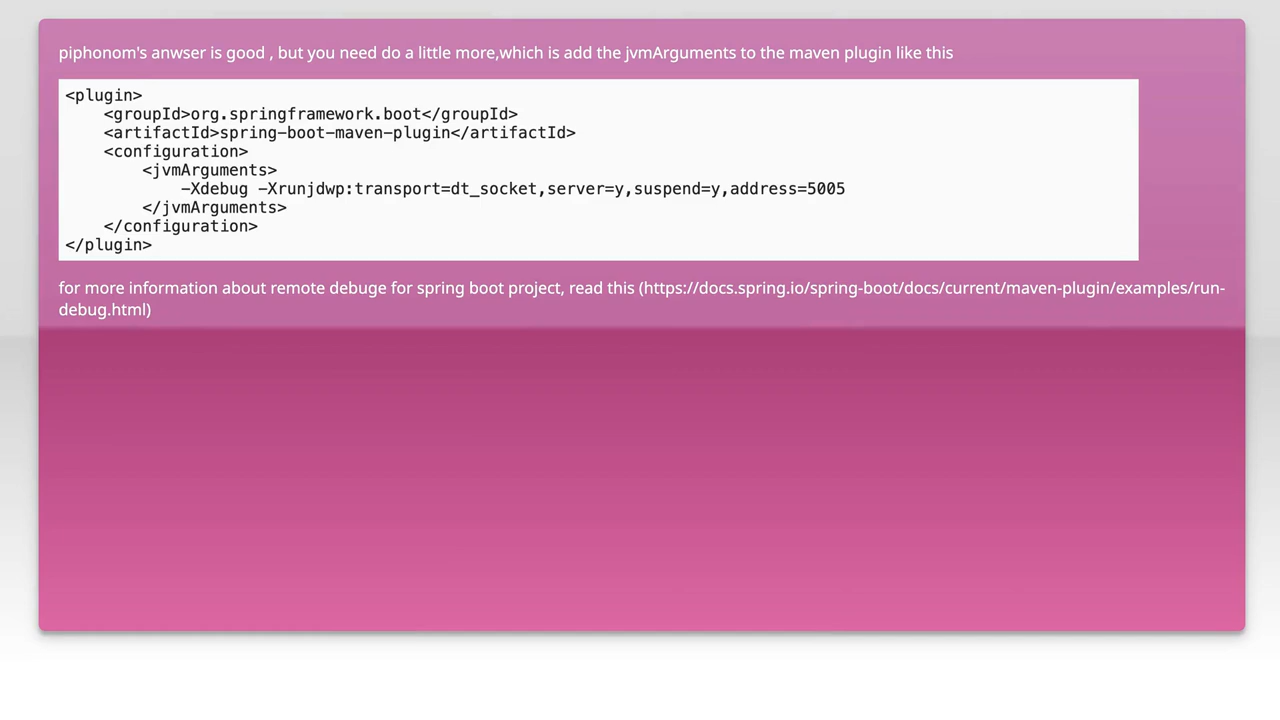 piphonom's anwser is good , but you need do a little more,which is add the jvmArguments to the maven plugin like this
<plugin>
    <groupId>org.springframework.boot</groupId>
    <artifactId>spring-boot-maven-plugin</artifactId>
    <configuration>
        <jvmArguments>
            -Xdebug -Xrunjdwp:transport=dt_socket,server=y,suspend=y,address=5005
        </jvmArguments>
    </configuration>
</plugin>
for more information about remote debuge for spring boot project, read this (https://docs.spring.io/spring-boot/docs/current/maven-plugin/examples/run-
debug.html)